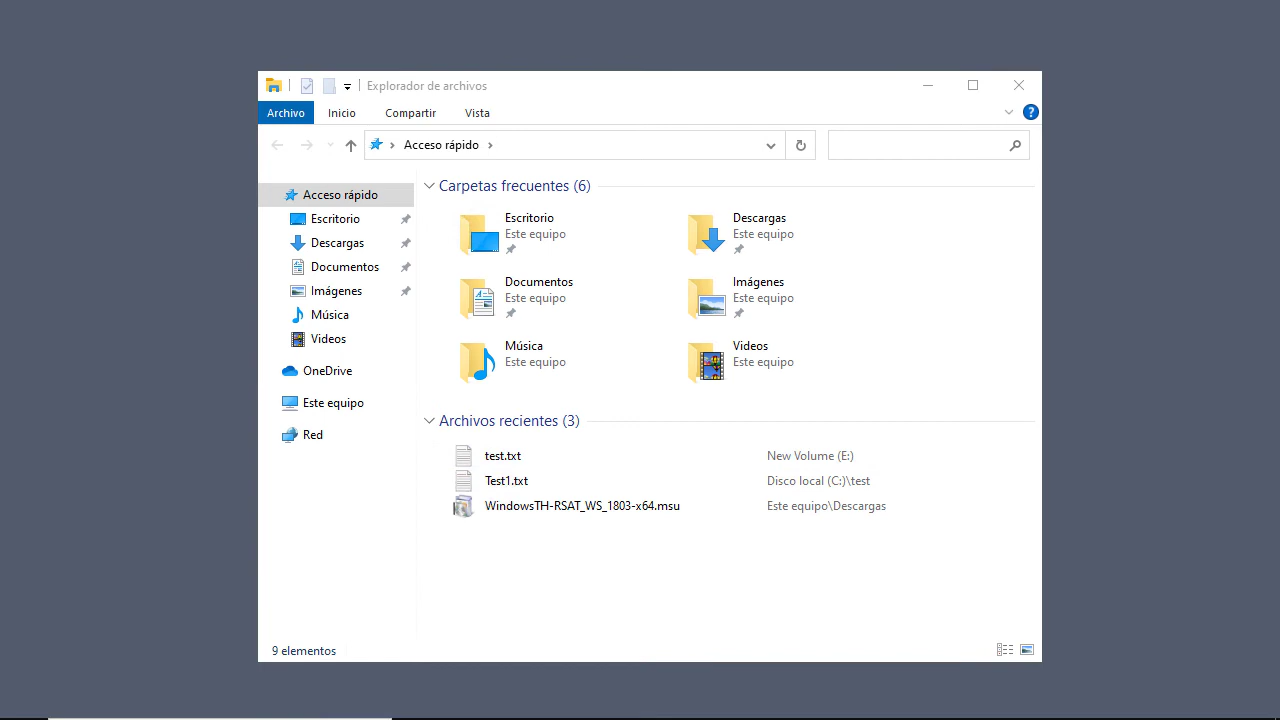 Explorador de archivos
Archivo Inicio Compartir Vista
Acceso rápido
Acceso rápido
Escritorio
Descargas
Documentos
Imágenes
Música
Videos
OneDrive
Este equipo
Red
Carpetas frecuentes (6)
Escritorio
Este equipo
Descargas
Este equipo
Documentos
Este equipo
Imágenes
Este equipo
Música
Este equipo
Videos
Este equipo
Archivos recientes (3)
test.txt New Volume (E:)
Test1.txt Disco local (C:)\test
WindowsTH-RSAT_WS_1803-x64.msu Este equipo\Descargas
9 elementos